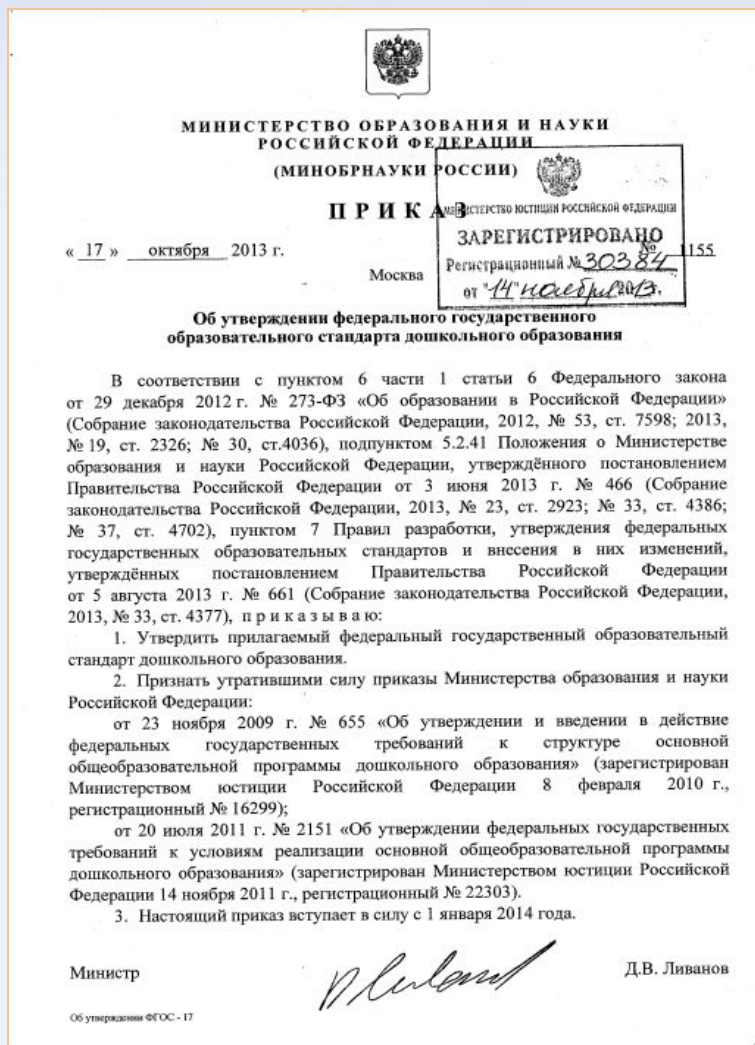 МИНИСТЕРСТВО ОБРАЗОВАНИЯ И НАУКИ
РОССИЙСКОЙ ФЕДЕРАЦИИ
(МИНОБРНАУКИ РОССИИ)
ПРИКАЗ
МИНИСТЕРСТВО ЮСТИЦИИ РОССИЙСКОЙ ФЕДЕРАЦИИ
ЗАРЕГИСТРИРОВАНО
Регистрационный № 30384
от "14" ноября 2013.
« 17 » октября 2013 г.
№ 1155
Москва
Об утверждении федерального государственного
образовательного стандарта дошкольного образования
В соответствии с пунктом 6 части 1 статьи 6 Федерального закона
от 29 декабря 2012 г. № 273-ФЗ «Об образовании в Российской Федерации»
(Собрание законодательства Российской Федерации, 2012, № 53, ст. 7598; 2013,
№ 19, ст. 2326; № 30, ст.4036), подпунктом 5.2.41 Положения о Министерстве
образования и науки Российской Федерации, утверждённого постановлением
Правительства Российской Федерации от 3 июня 2013 г. № 466 (Собрание
законодательства Российской Федерации, 2013, № 23, ст. 2923; № 33, ст. 4386;
№ 37, ст. 4702), пунктом 7 Правил разработки, утверждения федеральных
государственных образовательных стандартов и внесения в них изменений,
утверждённых постановлением Правительства Российской Федерации
от 5 августа 2013 г. № 661 (Собрание законодательства Российской Федерации,
2013, № 33, ст. 4377), п р и к а з ы в а ю:
1. Утвердить прилагаемый федеральный государственный образовательный
стандарт дошкольного образования.
2. Признать утратившими силу приказы Министерства образования и науки
Российской Федерации:
от 23 ноября 2009 г. № 655 «Об утверждении и введении в действие
федеральных государственных требований к структуре основной
общеобразовательной программы дошкольного образования» (зарегистрирован
Министерством юстиции Российской Федерации 8 февраля 2010 г.,
регистрационный № 16299);
от 20 июля 2011 г. № 2151 «Об утверждении федеральных государственных
требований к условиям реализации основной общеобразовательной программы
дошкольного образования» (зарегистрирован Министерством юстиции Российской
Федерации 14 ноября 2011 г., регистрационный № 22303).
3. Настоящий приказ вступает в силу с 1 января 2014 года.
Министр
Д.В. Ливанов
Об утверждении ФГОС - 17